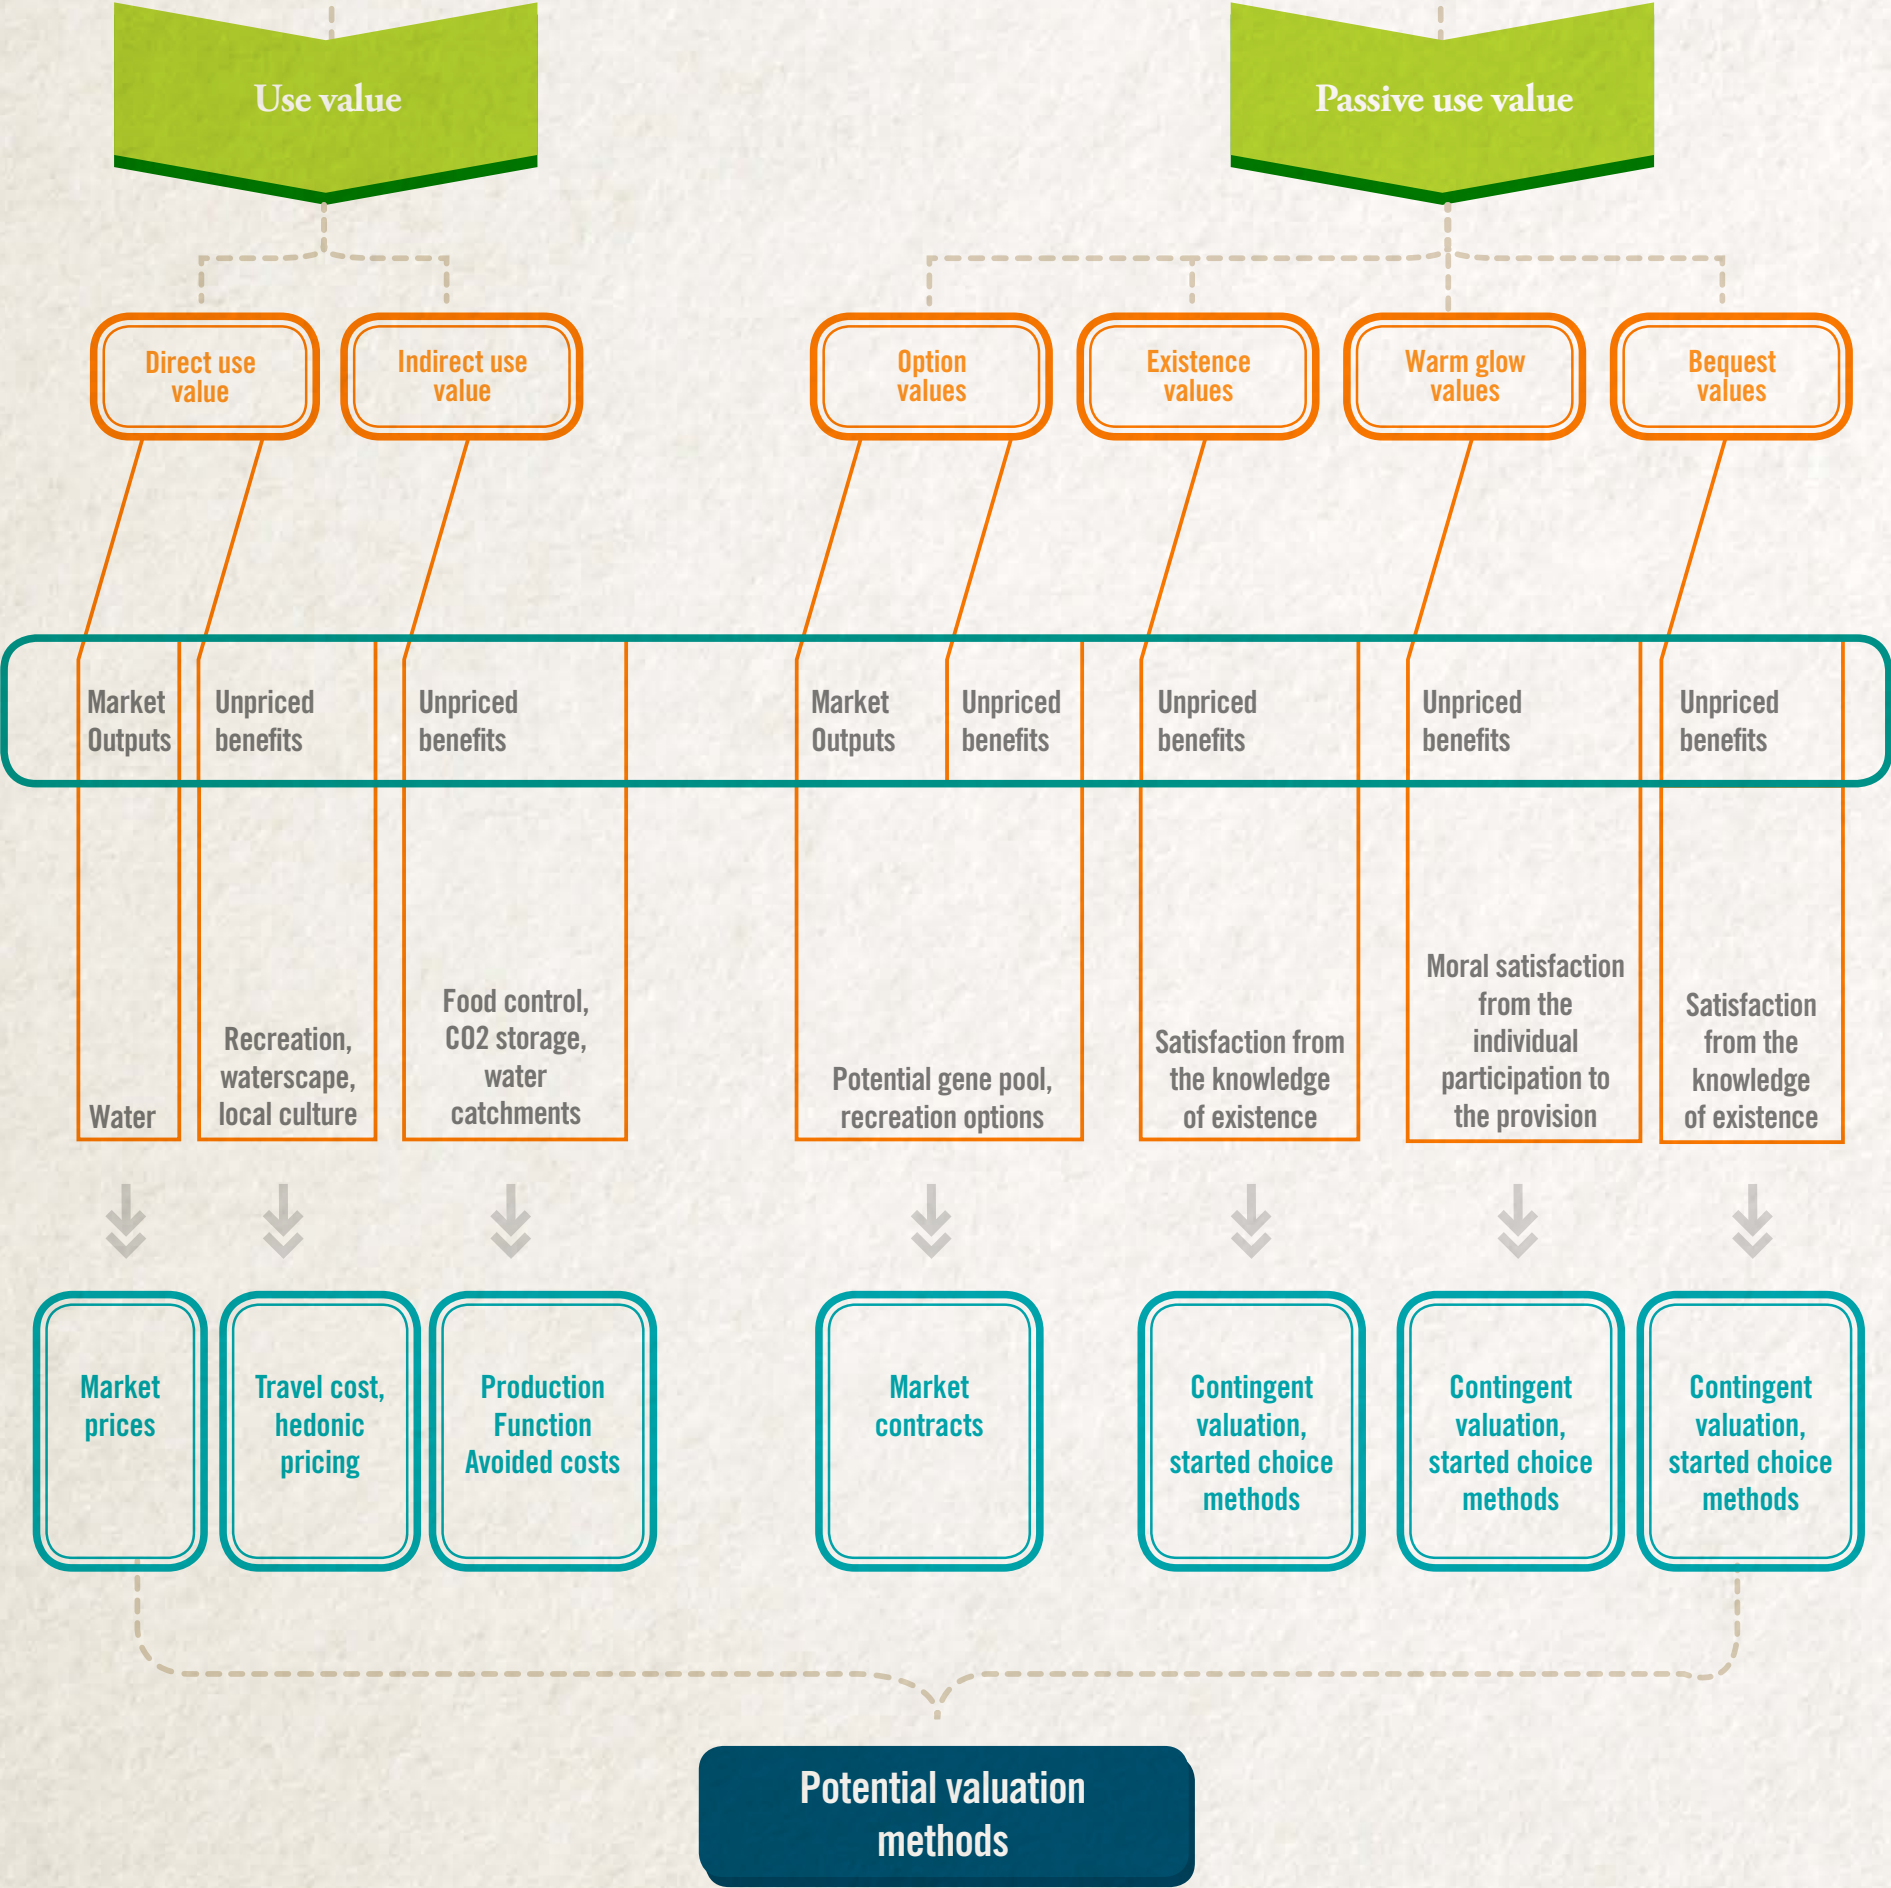 Use value
Passive use value
Direct use
value
Indirect use
value
Option
values
Existence
values
Warm glow
values
Bequest
values
Market
Outputs
Unpriced
benefits
Unpriced
benefits
Market
Outputs
Unpriced
benefits
Unpriced
benefits
Unpriced
benefits
Unpriced
benefits
Water
Recreation,
waterscape,
local culture
Food control,
CO2 storage,
water
catchments
Potential gene pool,
recreation options
Satisfaction from
the knowledge
of existence
Moral satisfaction
from the
individual
participation to
the provision
Satisfaction
from the
knowledge
of existence
Market
prices
Travel cost,
hedonic
pricing
Production
Function
Avoided costs
Market
contracts
Contingent
valuation,
started choice
methods
Contingent
valuation,
started choice
methods
Contingent
valuation,
started choice
methods
Potential valuation
methods